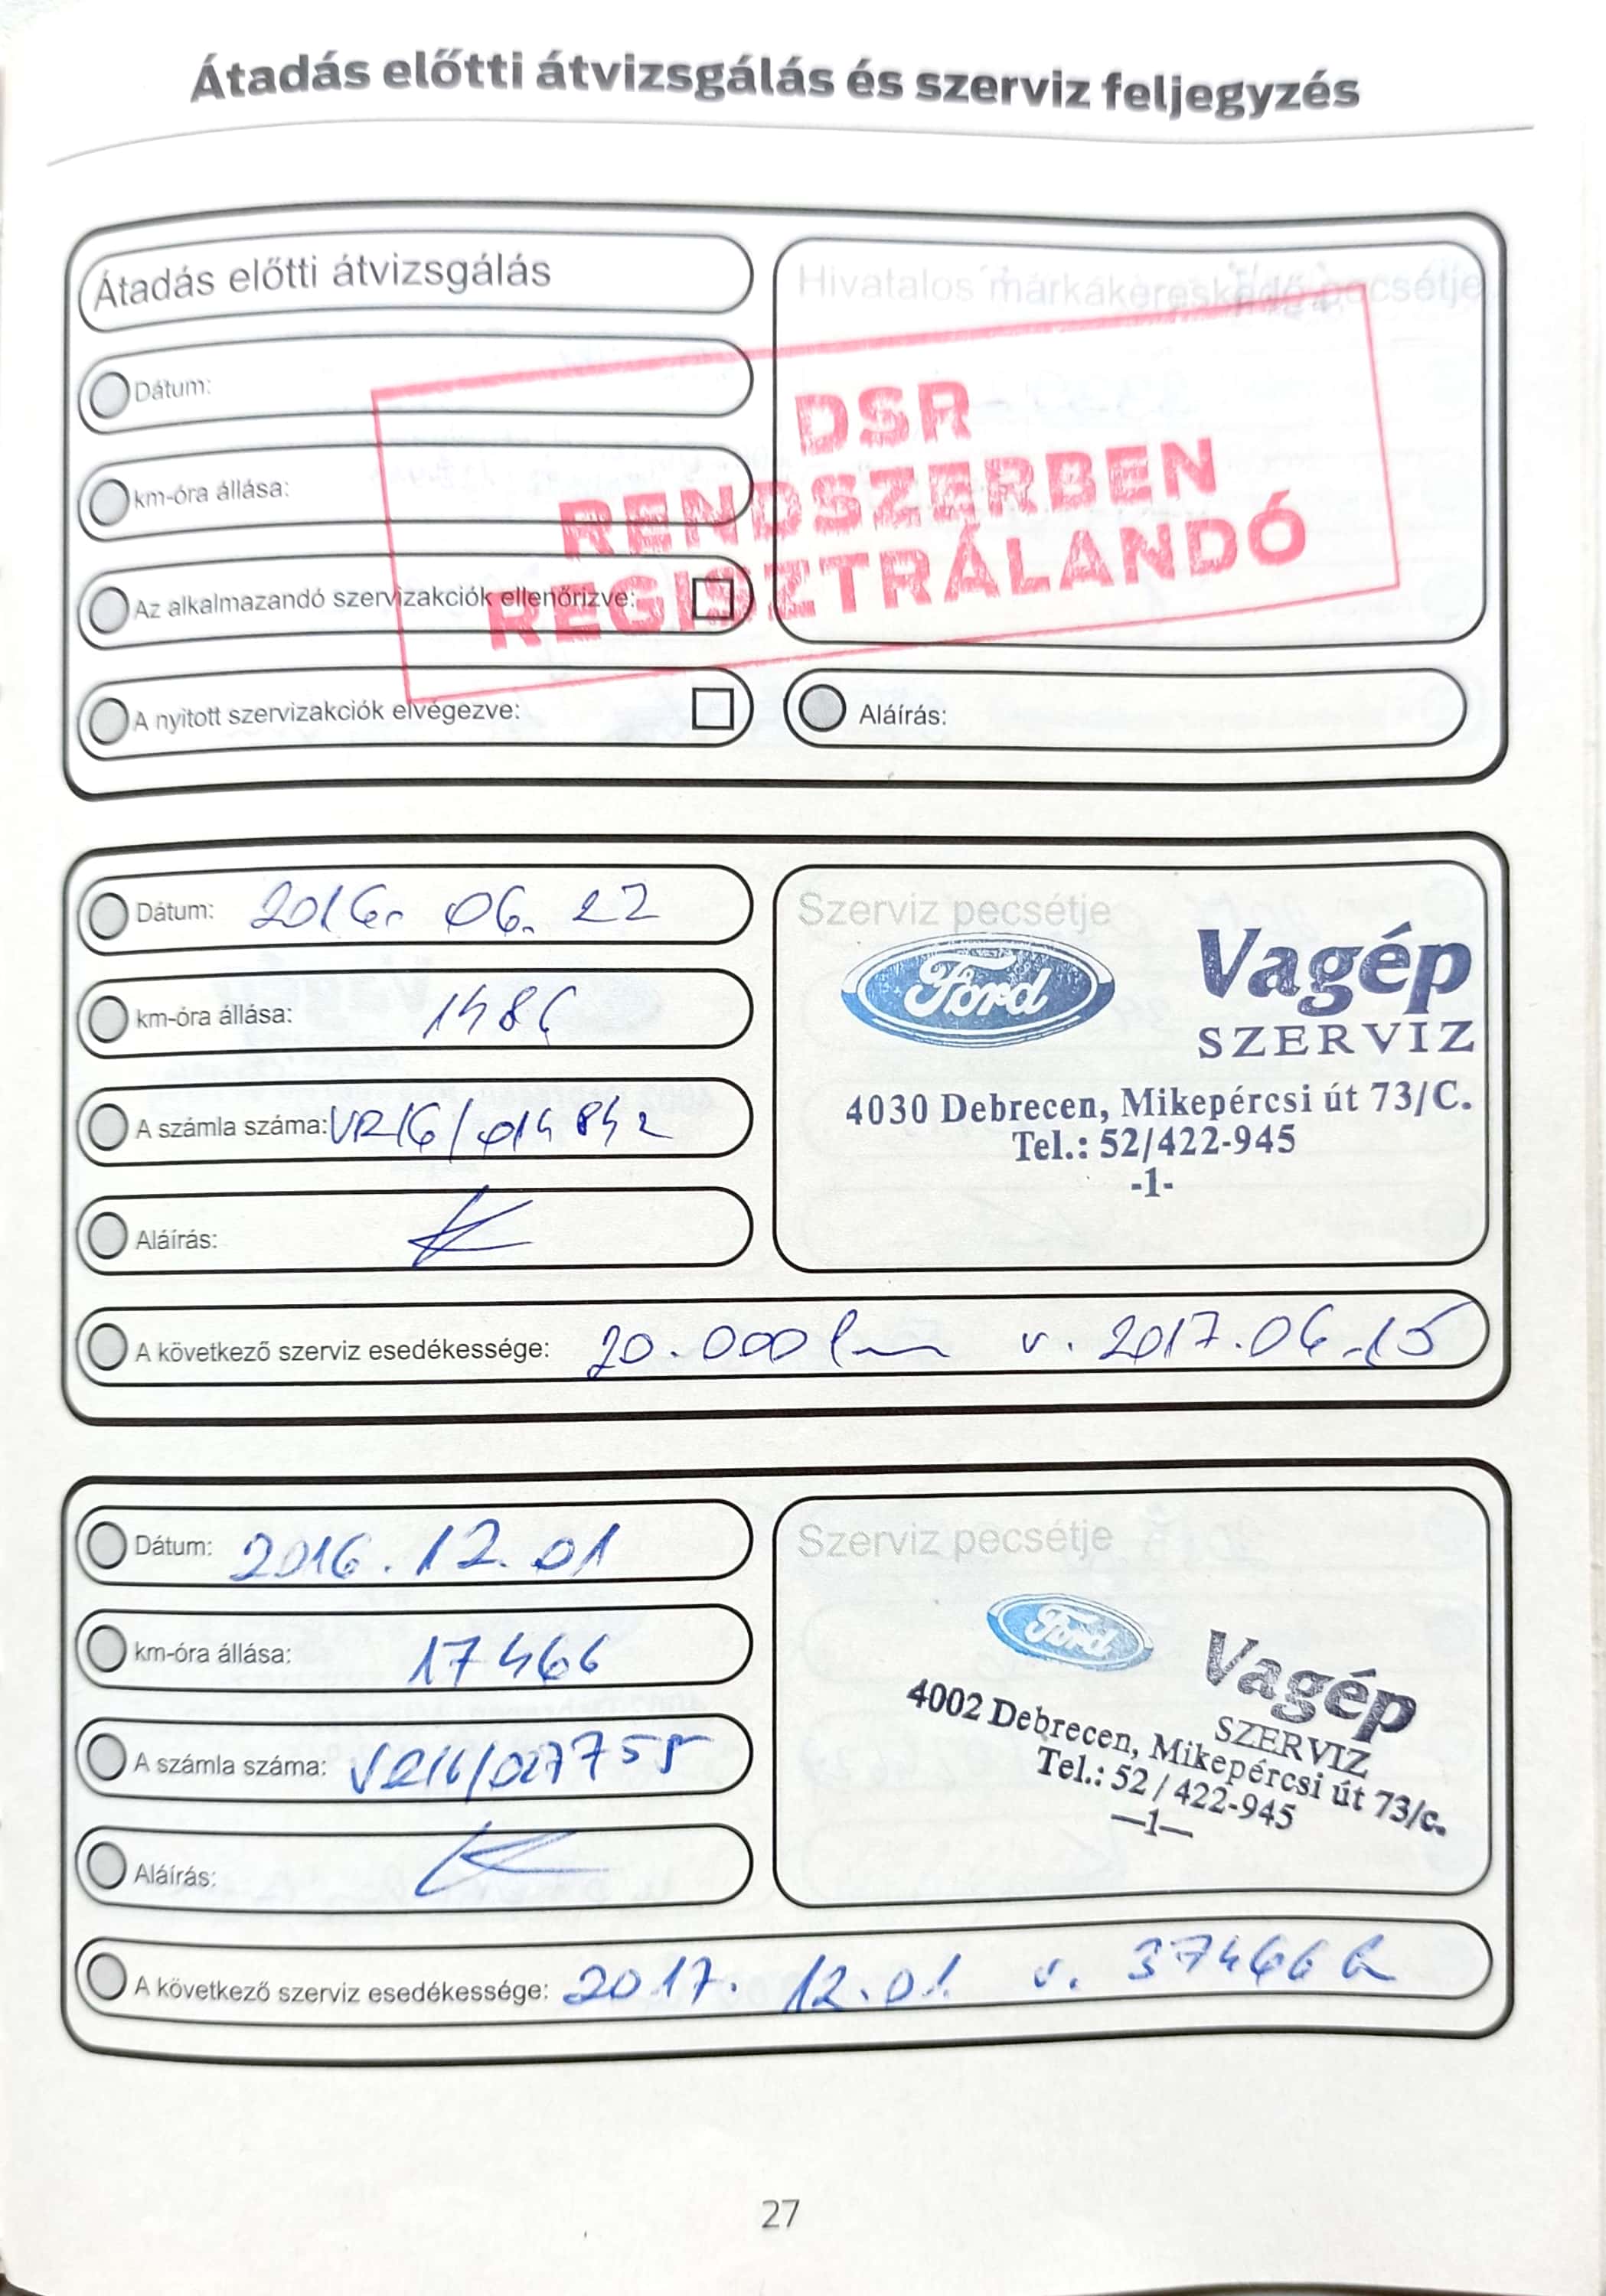 Átadás előtti átvizsgálás és szerviz feljegyzés
Átadás előtti átvizsgálás
Dátum:
km-óra állása:
Az alkalmazandó szervizakciók ellenőrizve:
A nyitott szervizakciók elvégezve:
Hivatalos márkakereskedő pecsétje
DSR
RENDSZERBEN
REGISZTRÁLANDÓ
Aláírás:
Dátum: 2016. 06. 22
km-óra állása: 1486
A számla száma: VR16/014842
Aláírás:
Szerviz pecsétje
Ford Vagép
SZERVIZ
4030 Debrecen, Mikepércsi út 73/C.
Tel.: 52/422-945
-1-
A következő szerviz esedékessége: 20.000 km v. 2017.06.15
Dátum: 2016.12.01
km-óra állása: 17466
A számla száma: VR16/027755
Aláírás:
Szerviz pecsétje
Ford Vagép
SZERVIZ
4002 Debrecen, Mikepércsi út 73/c.
Tel.: 52 / 422-945
—1—
A következő szerviz esedékessége: 2017. 12.01. v. 37466
27